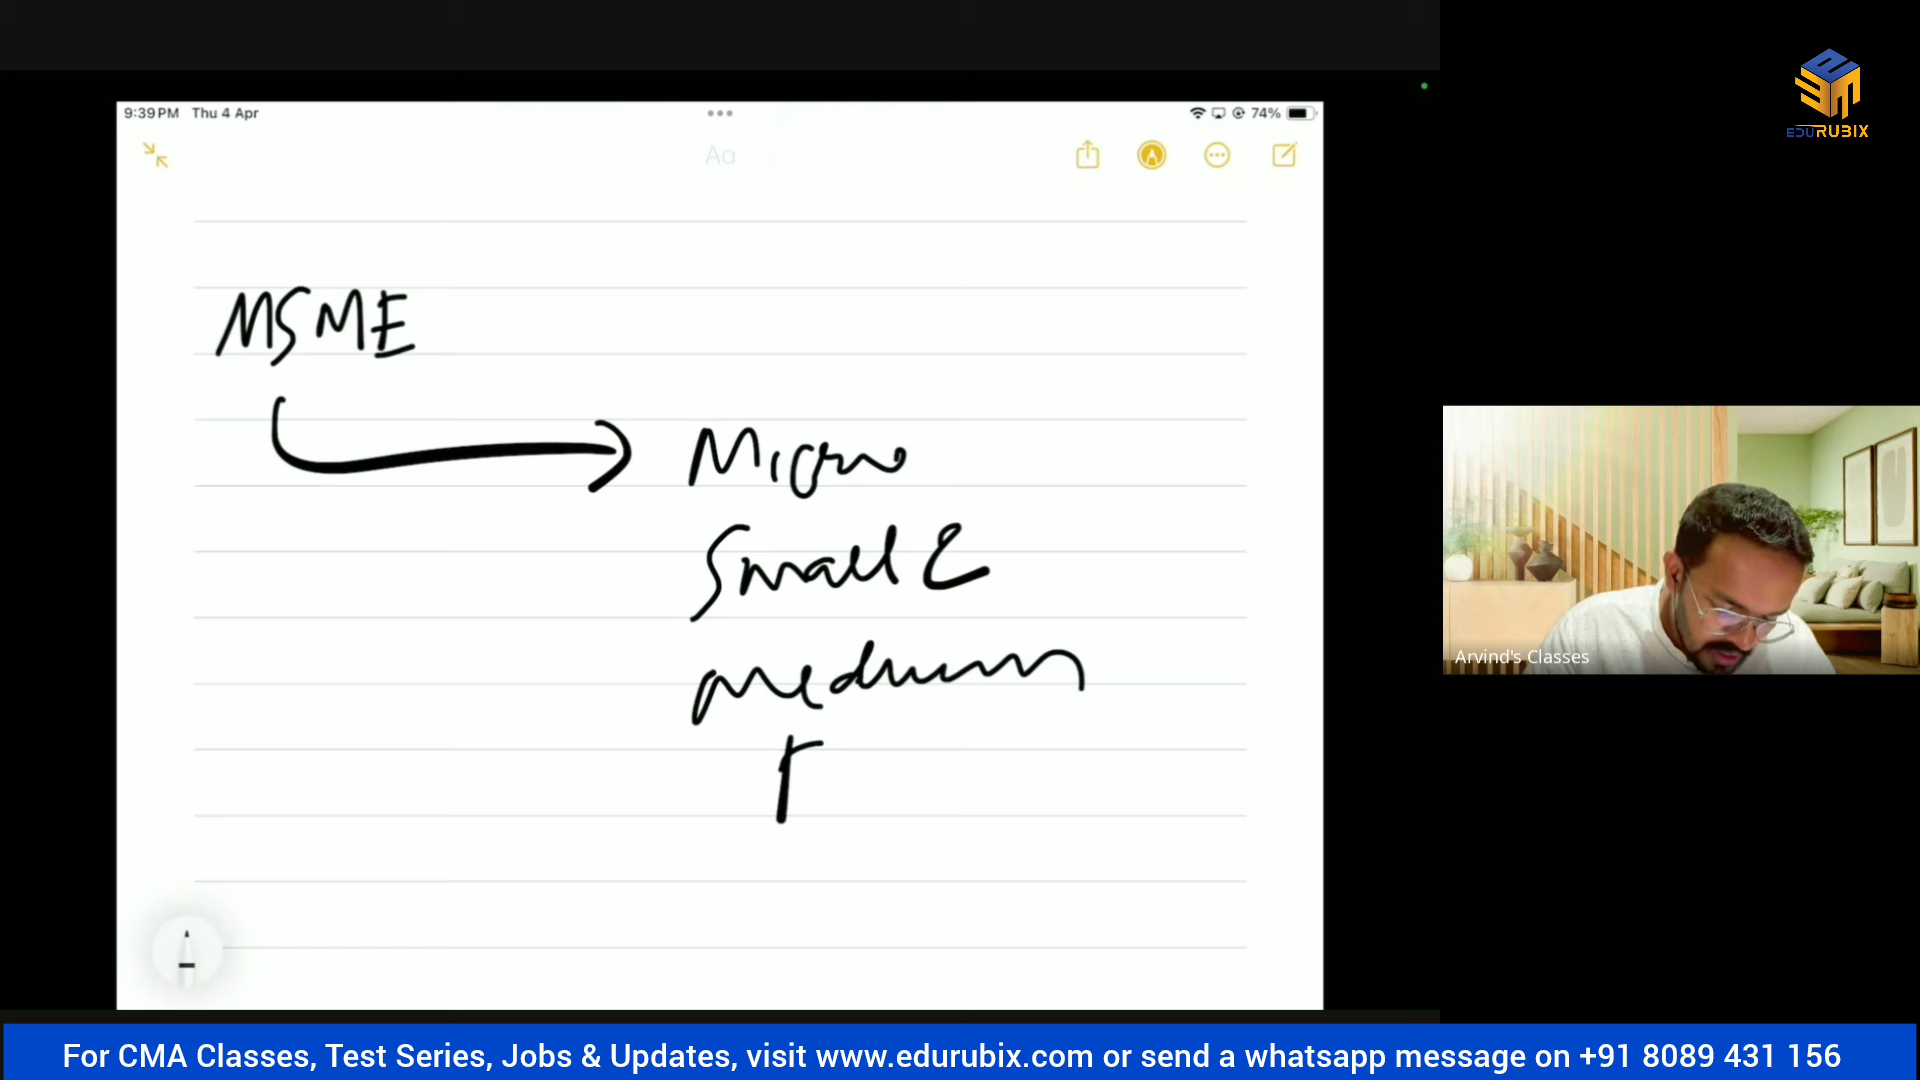 EDURUBIX
9:39 PM Thu 4 Apr
74%
Aa
MSME
Micro
Small &
medium
Arvind's Classes
For CMA Classes, Test Series, Jobs & Updates, visit www.edurubix.com or send a whatsapp message on +91 8089 431 156